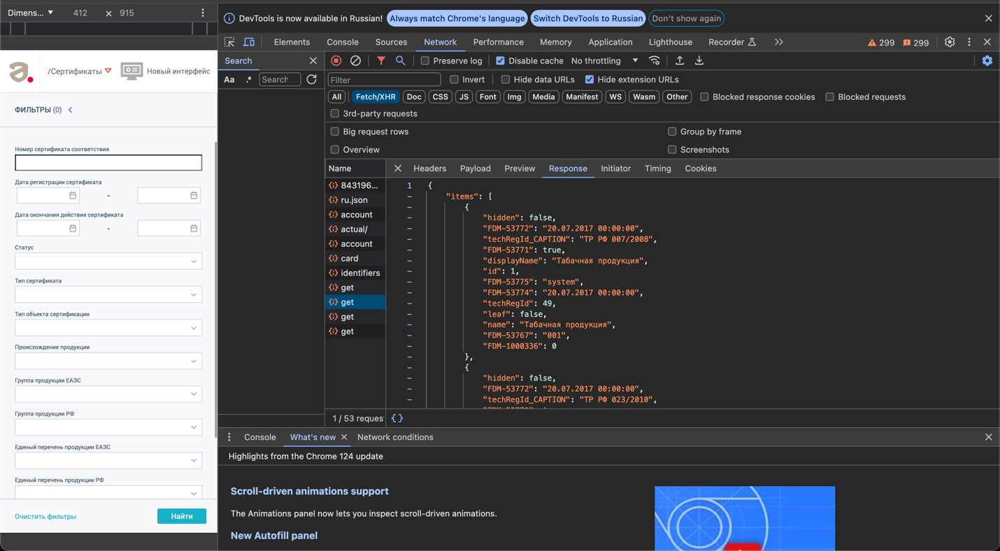 Dimens...
412
x
915
/Сертификаты
Новый интерфейс
ФИЛЬТРЫ (0)
Номер сертификата соответствия
Дата регистрации сертификата
-
Дата окончания действия сертификата
-
Статус
Тип сертификата
Тип объекта сертификации
Происхождение продукции
Группа продукции ЕАЭС
Группа продукции РФ
Единый перечень продукции ЕАЭС
Единый перечень продукции РФ
Очистить фильтры
Найти
DevTools is now available in Russian!
Always match Chrome's language
Switch DevTools to Russian
Don't show again
Elements
Console
Sources
Network
Performance
Memory
Application
Lighthouse
Recorder
299
299
Search
Aa
.*
Search
Preserve log
Disable cache
No throttling
Filter
Invert
Hide data URLs
Hide extension URLs
All
Fetch/XHR
Doc
CSS
JS
Font
Img
Media
Manifest
WS
Wasm
Other
Blocked response cookies
Blocked requests
3rd-party requests
Big request rows
Group by frame
Overview
Screenshots
Name
843196...
ru.json
account
actual/
account
card
identifiers
get
get
get
get
Headers
Payload
Preview
Response
Initiator
Timing
Cookies
1 {
- "items": [
- {
- "hidden": false,
- "FDM-53772": "20.07.2017 00:00:00",
- "techRegId_CAPTION": "ТР РФ 007/2008",
- "FDM-53771": true,
- "displayName": "Табачная продукция",
- "id": 1,
- "FDM-53775": "system",
- "FDM-53774": "20.07.2017 00:00:00",
- "techRegId": 49,
- "leaf": false,
- "name": "Табачная продукция",
- "FDM-53767": "001",
- "FDM-1000336": 0
- },
- {
- "hidden": false,
- "FDM-53772": "20.07.2017 00:00:00",
- "techRegId_CAPTION": "ТР РФ 023/2010",
1 / 53 reques
{}
Console
What's new
Network conditions
Highlights from the Chrome 124 update
Scroll-driven animations support
The Animations panel now lets you inspect scroll-driven animations.
New Autofill panel